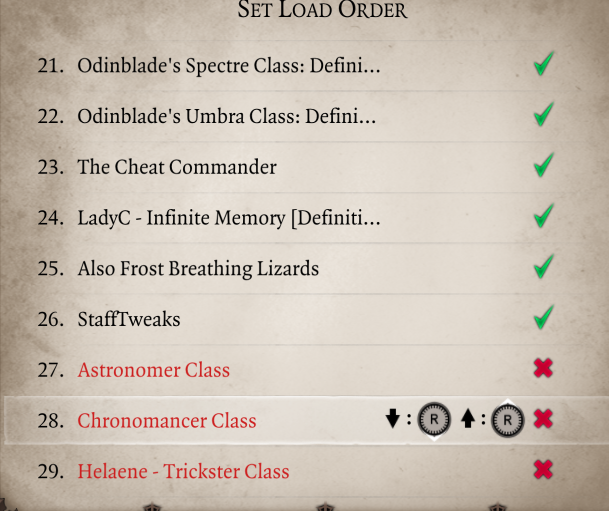 SET LOAD ORDER
21. Odinblade's Spectre Class: Defini...
22. Odinblade's Umbra Class: Defini...
23. The Cheat Commander
24. LadyC - Infinite Memory [Definiti...
25. Also Frost Breathing Lizards
26. StaffTweaks
27. Astronomer Class
28. Chronomancer Class : R : R
29. Helaene - Trickster Class